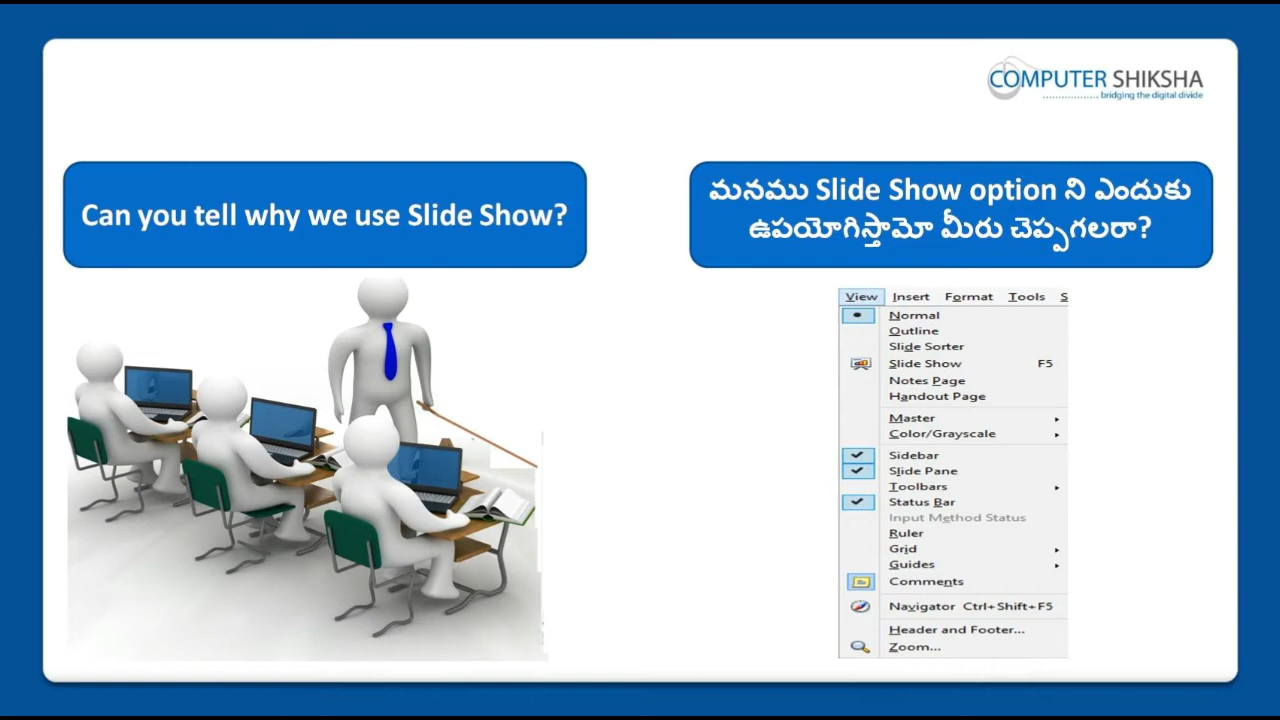 COMPUTER SHIKSHA
bridging the digital divide
Can you tell why we use Slide Show?
మనము Slide Show option ని ఎందుకు
ఉపయోగిస్తామో మీరు చెప్పగలరా?
View Insert Format Tools S
Normal
Outline
Slide Sorter
Slide Show F5
Notes Page
Handout Page
Master
Color/Grayscale
Sidebar
Slide Pane
Toolbars
Status Bar
Input Method Status
Ruler
Grid
Guides
Comments
Navigator Ctrl+Shift+F5
Header and Footer...
Zoom...